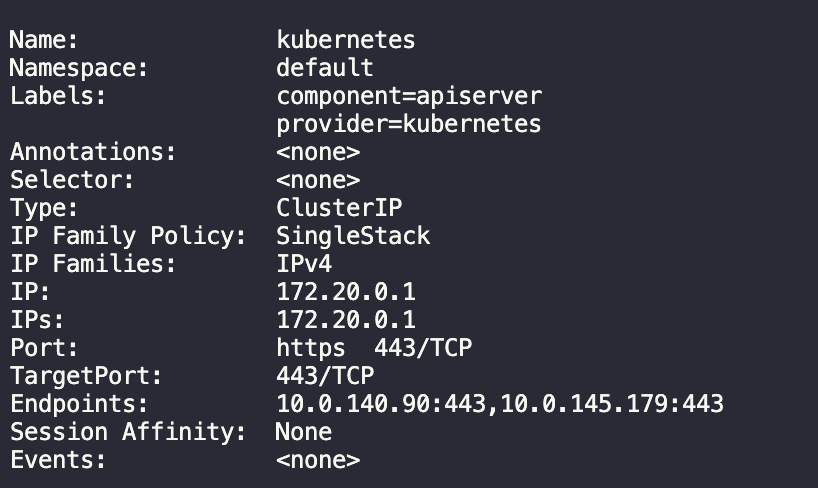 Name: kubernetes
Namespace: default
Labels: component=apiserver
provider=kubernetes
Annotations: <none>
Selector: <none>
Type: ClusterIP
IP Family Policy: SingleStack
IP Families: IPv4
IP: 172.20.0.1
IPs: 172.20.0.1
Port: https 443/TCP
TargetPort: 443/TCP
Endpoints: 10.0.140.90:443,10.0.145.179:443
Session Affinity: None
Events: <none>